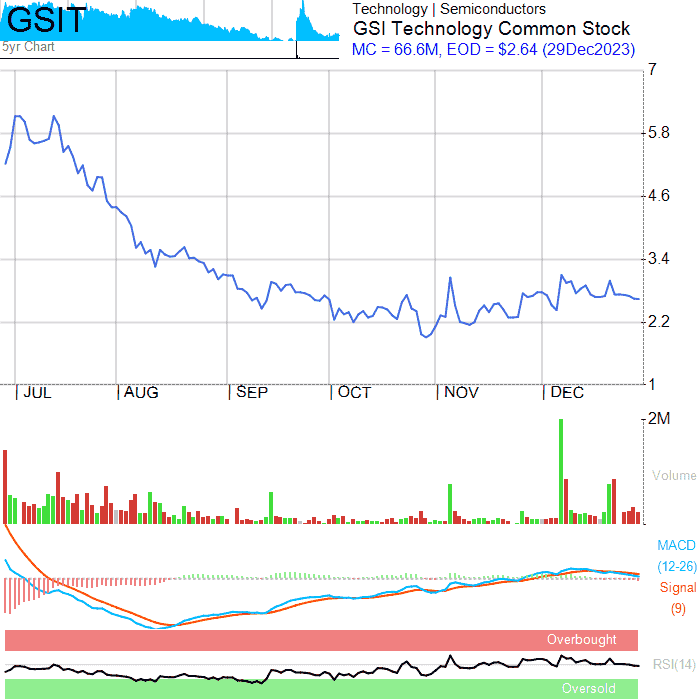 GSIT
5yr Chart
Technology | Semiconductors
GSI Technology Common Stock
MC = 66.6M, EOD = $2.64 (29Dec2023)
7
5.8
4.6
3.4
2.2
1
JUL AUG SEP OCT NOV DEC
2M
Volume
MACD
(12-26)
Signal
(9)
Overbought
RSI(14)
Oversold